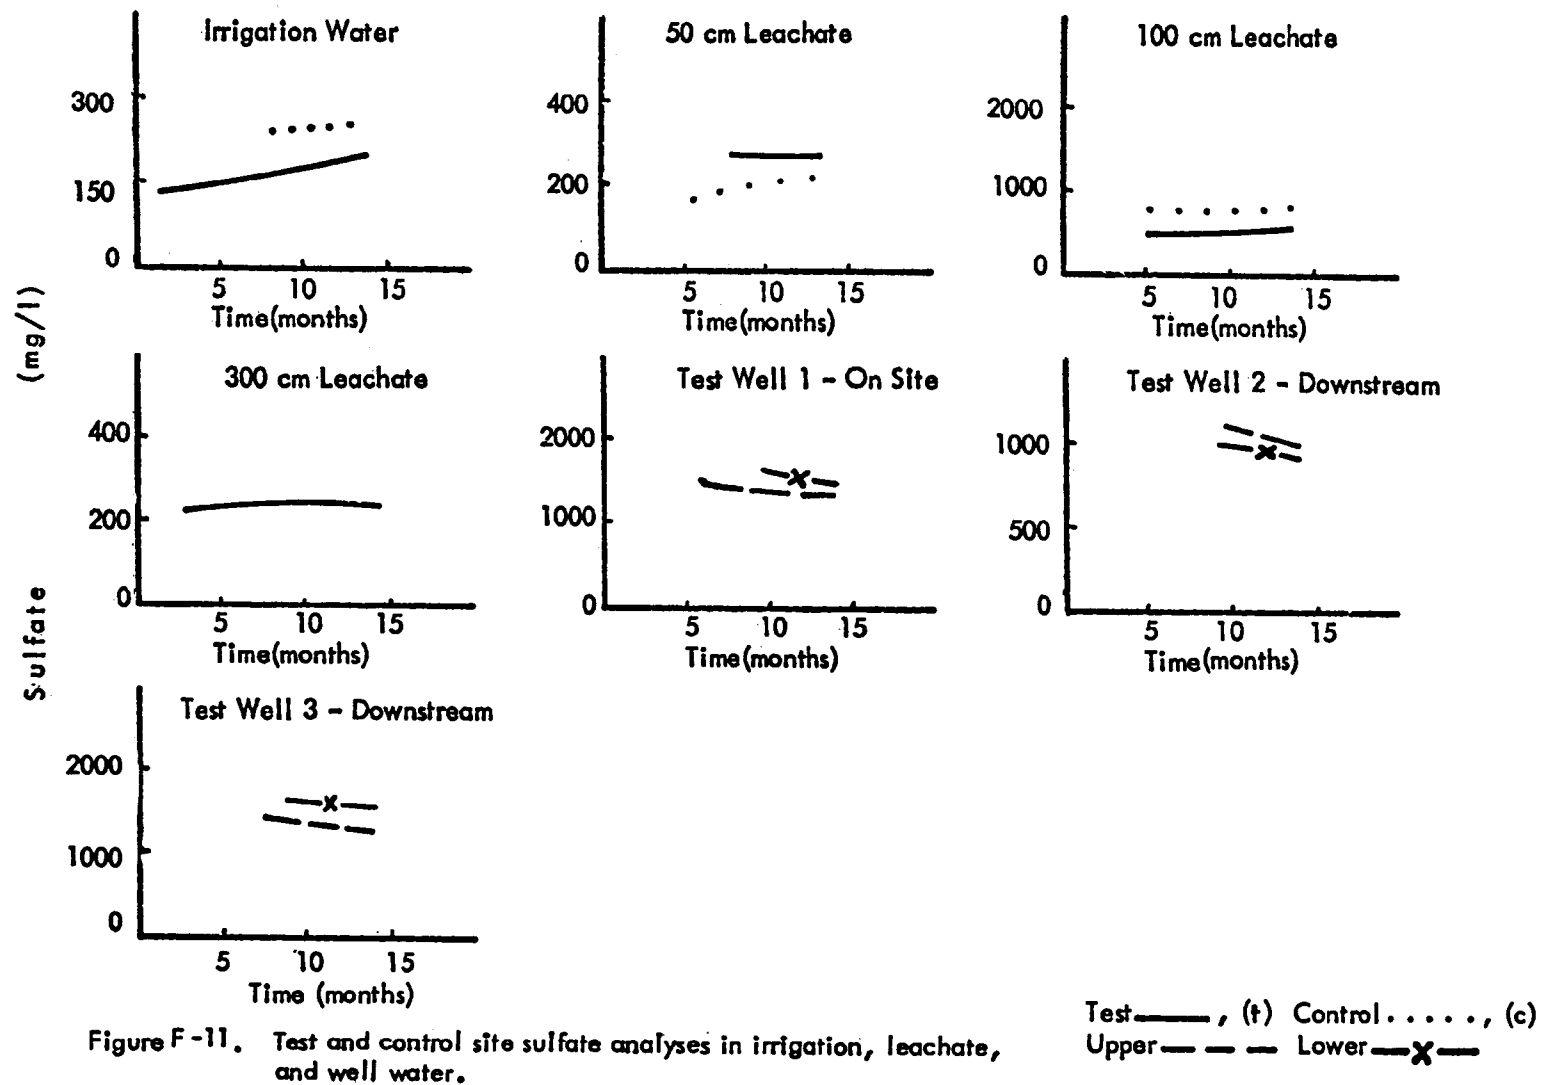 Irrigation Water
300
150
0
5 10 15
Time(months)
50 cm Leachate
400
200
0
5 10 15
Time(months)
100 cm Leachate
2000
1000
0
5 10 15
Time(months)
Sulfate (mg/l)
300 cm Leachate
400
200
0
5 10 15
Time(months)
Test Well 1 - On Site
2000
1000
0
5 10 15
Time(months)
Test Well 2 - Downstream
1000
500
0
5 10 15
Time(months)
Test Well 3 - Downstream
2000
1000
0
5 10 15
Time (months)
Test , (t) Control . . . . . , (c)
Upper Lower X
Figure F-11. Test and control site sulfate analyses in irrigation, leachate,
and well water.